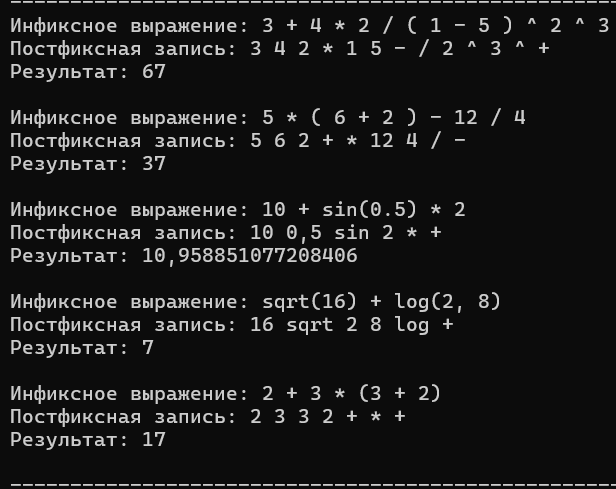 Инфиксное выражение: 3 + 4 * 2 / ( 1 - 5 ) ^ 2 ^ 3
Постфиксная запись: 3 4 2 * 1 5 - / 2 ^ 3 ^ +
Результат: 67
Инфиксное выражение: 5 * ( 6 + 2 ) - 12 / 4
Постфиксная запись: 5 6 2 + * 12 4 / -
Результат: 37
Инфиксное выражение: 10 + sin(0.5) * 2
Постфиксная запись: 10 0,5 sin 2 * +
Результат: 10,958851077208406
Инфиксное выражение: sqrt(16) + log(2, 8)
Постфиксная запись: 16 sqrt 2 8 log +
Результат: 7
Инфиксное выражение: 2 + 3 * (3 + 2)
Постфиксная запись: 2 3 3 2 + * +
Результат: 17